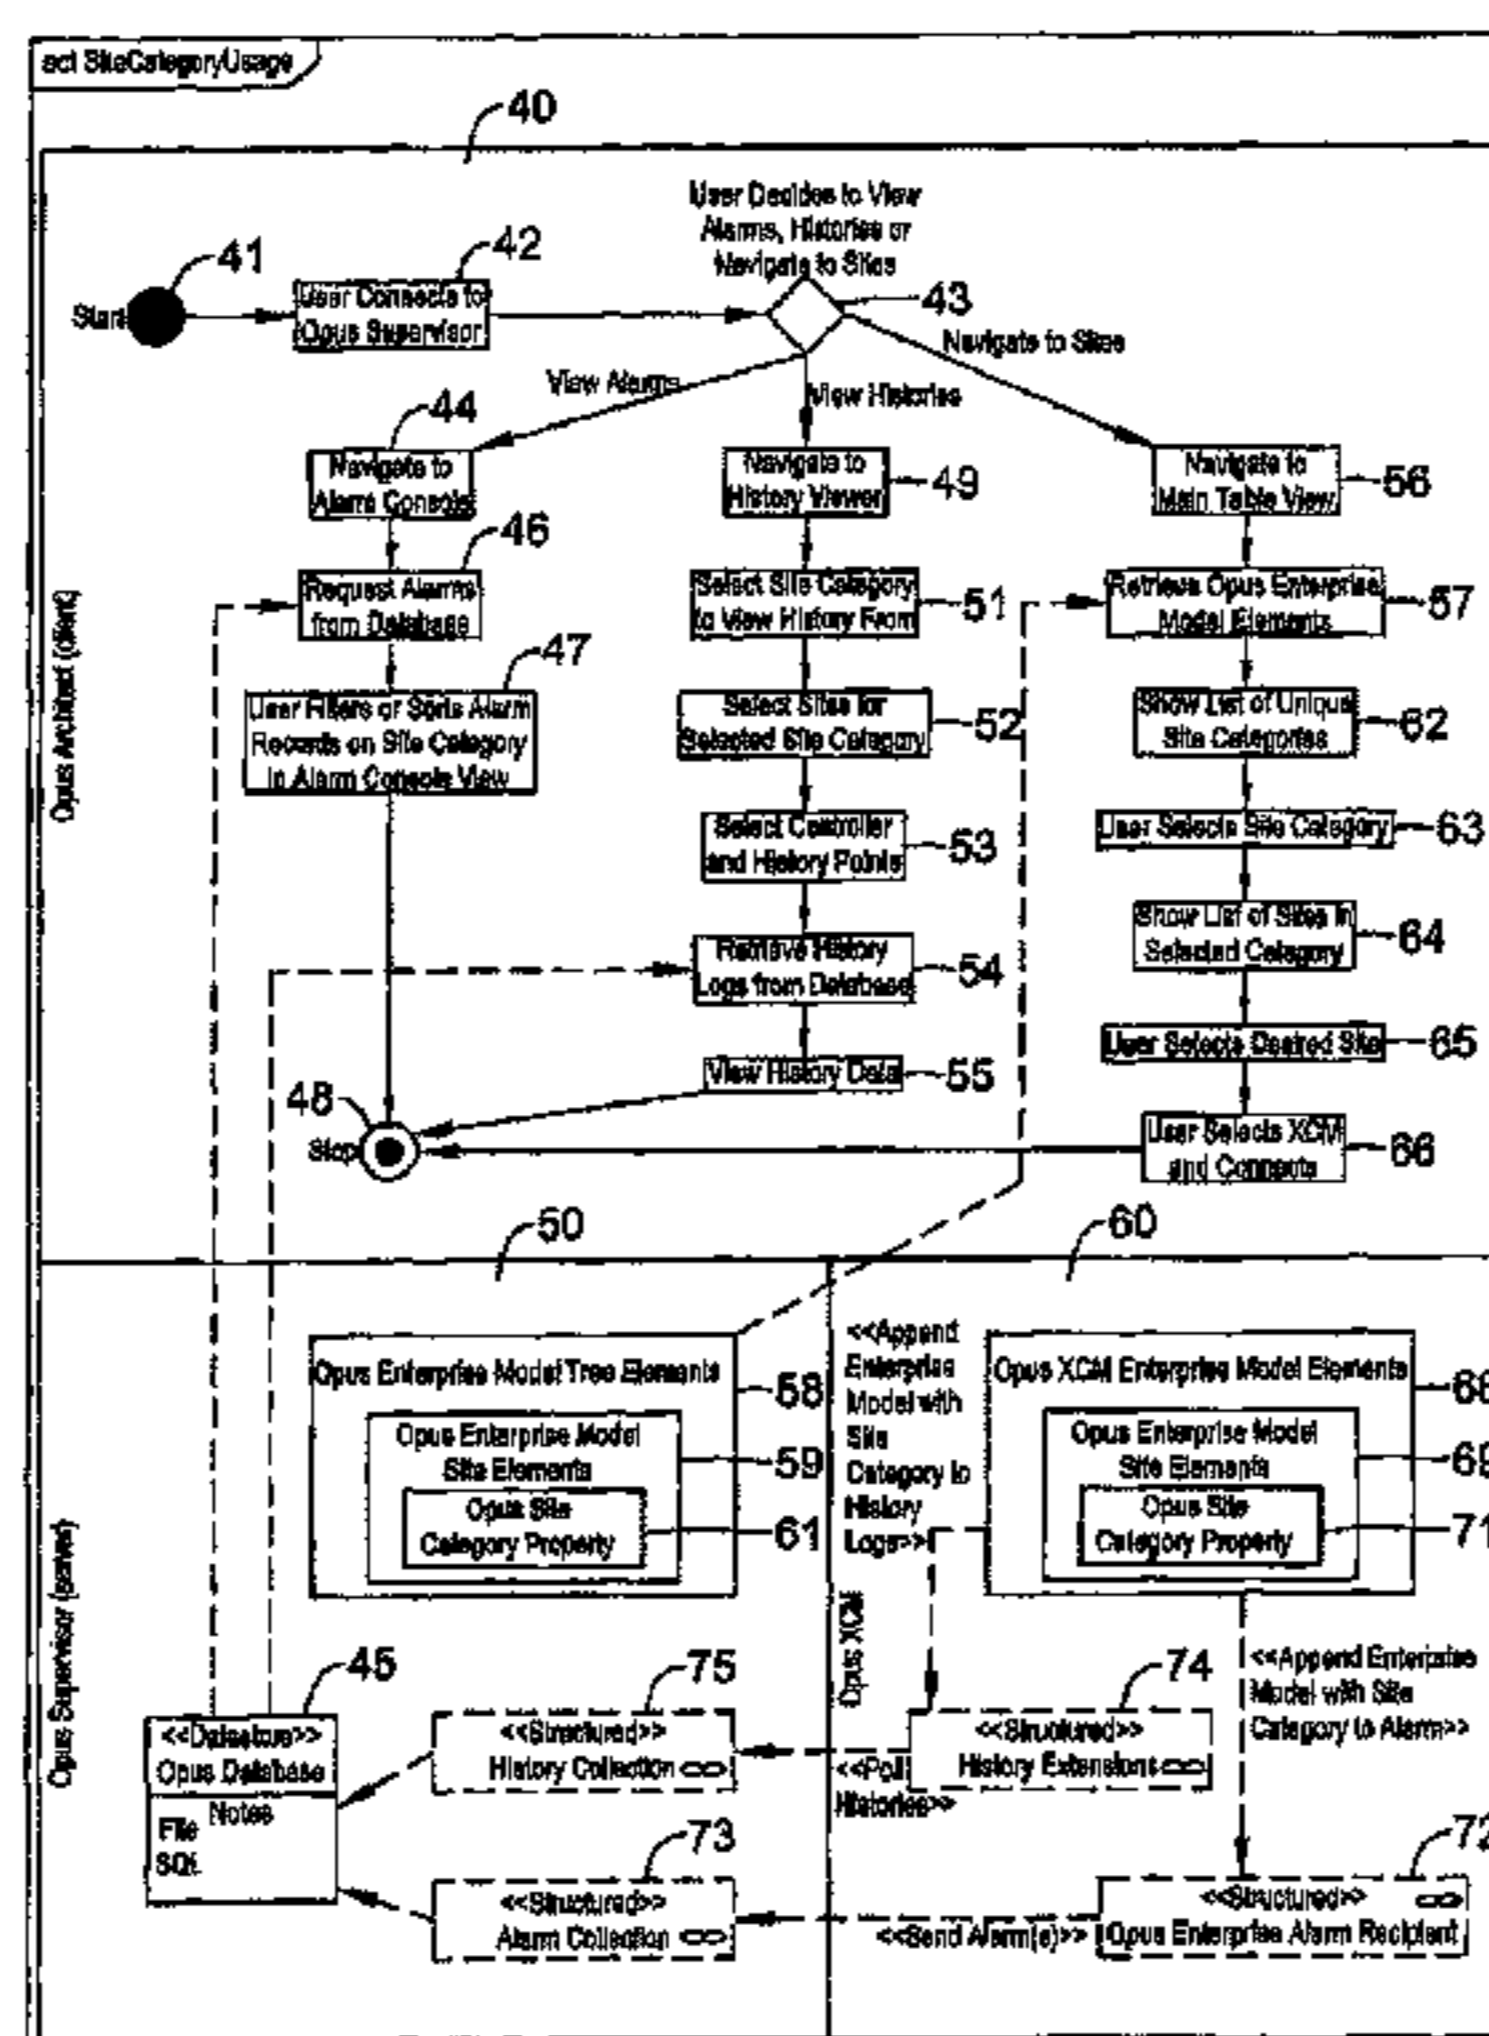 act SiteCategoryUsage
40
User Decides to View
Alarms, Histories or
Navigate to Sites
41
42
43
Start
User Connects to
Opus Supervisor
Navigate to Sites
View Alarms
View Histories
44
Navigate to
Alarm Console
Navigate to
History Viewer
49
Navigate to
Main Table View
56
46
Request Alarms
from Database
Select Site Category
to View History From
51
Retrieve Opus Enterprise
Model Elements
57
Opus Architect (client)
47
User Filters or Sorts Alarm
Records on Site Category
in Alarm Console View
Select Sites for
Selected Site Category
52
Show List of Unique
Site Categories
62
Select Controller
and History Points
53
User Selects Site Category
63
Show List of Sites in
Selected Category
64
Retrieve History
Logs from Database
54
User Selects Desired Site
65
View History Data
55
48
Stop
User Selects XCM
and Connects
66
50
60
Opus Enterprise Model Tree Elements
58
Opus Enterprise Model
Site Elements
59
Opus Site
Category Property
61
<<Append
Enterprise
Model with
Site
Category to
History
Logs>>
Opus XCM Enterprise Model Elements
Opus Enterprise Model
Site Elements
Opus Site
Category Property
71
Opus Supervisor (server)
Opus XCM
45
<<Datastore>>
Opus Database
Notes
File
SQL
75
<<Structured>>
History Collection
74
<<Structured>>
History Extensions
<<Poll
Histories>>
<<Append Enterprise
Model with Site
Category to Alarm>>
73
<<Structured>>
Alarm Collection
<<Send Alarm(s)>>
72
<<Structured>>
Opus Enterprise Alarm Recipient